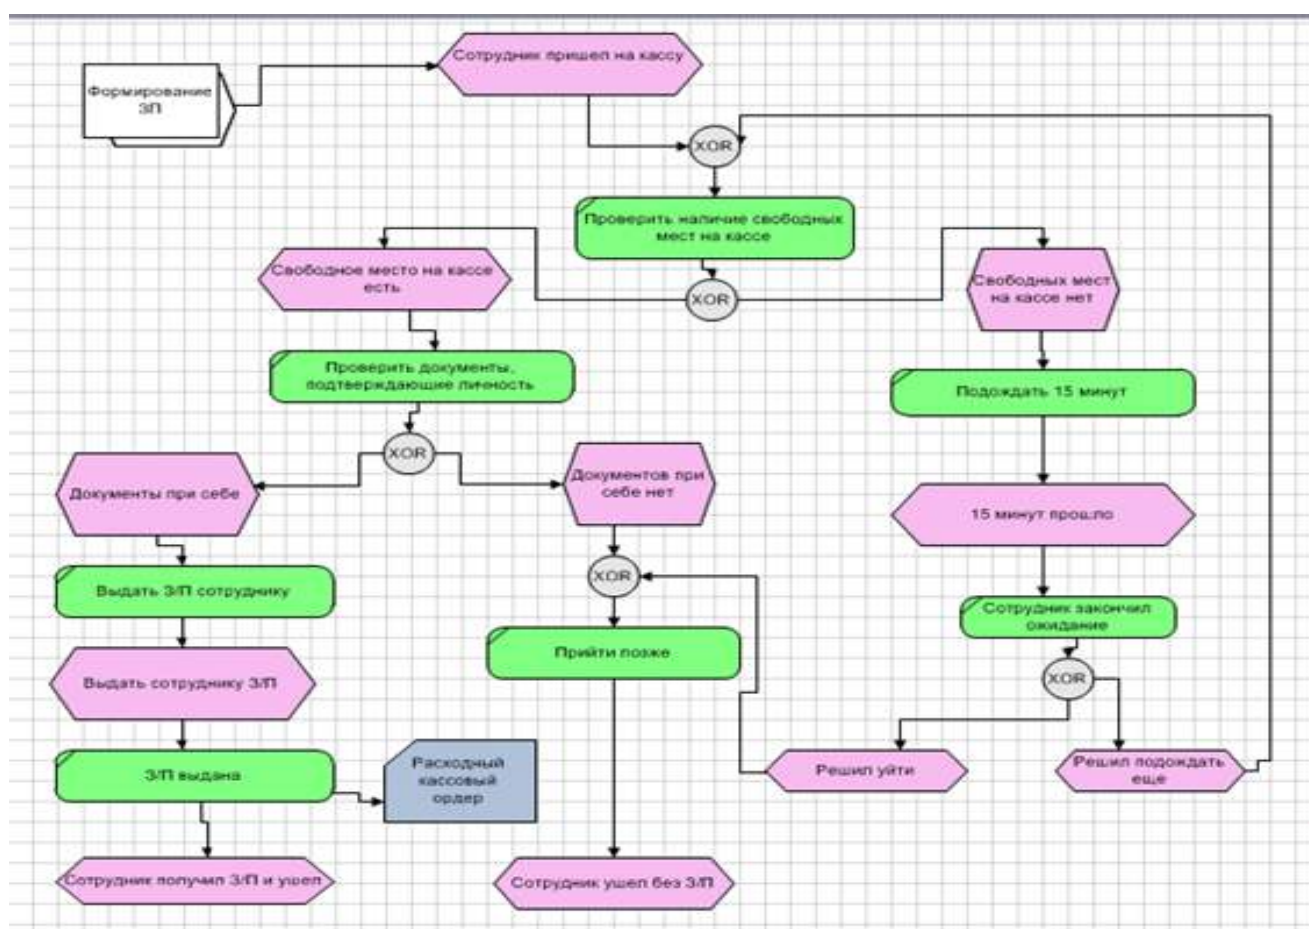 Сотрудник пришел на кассу
Формирование
ЗП
XOR
Проверить наличие свободных
мест на кассе
Свободное место на кассе
есть
XOR
Свободных мест
на кассе нет
Проверить документы,
подтверждающие личность
Подождать 15 минут
XOR
Документы при себе
Документов при
себе нет
15 минут прошло
XOR
Выдать З/П сотруднику
Сотрудник закончил
ожидание
Прийти позже
XOR
Выдать сотруднику З/П
Расходный
кассовый
ордер
З/П выдана
Решил уйти
Решил подождать
еще
Сотрудник получил З/П и ушел
Сотрудник ушел без З/П